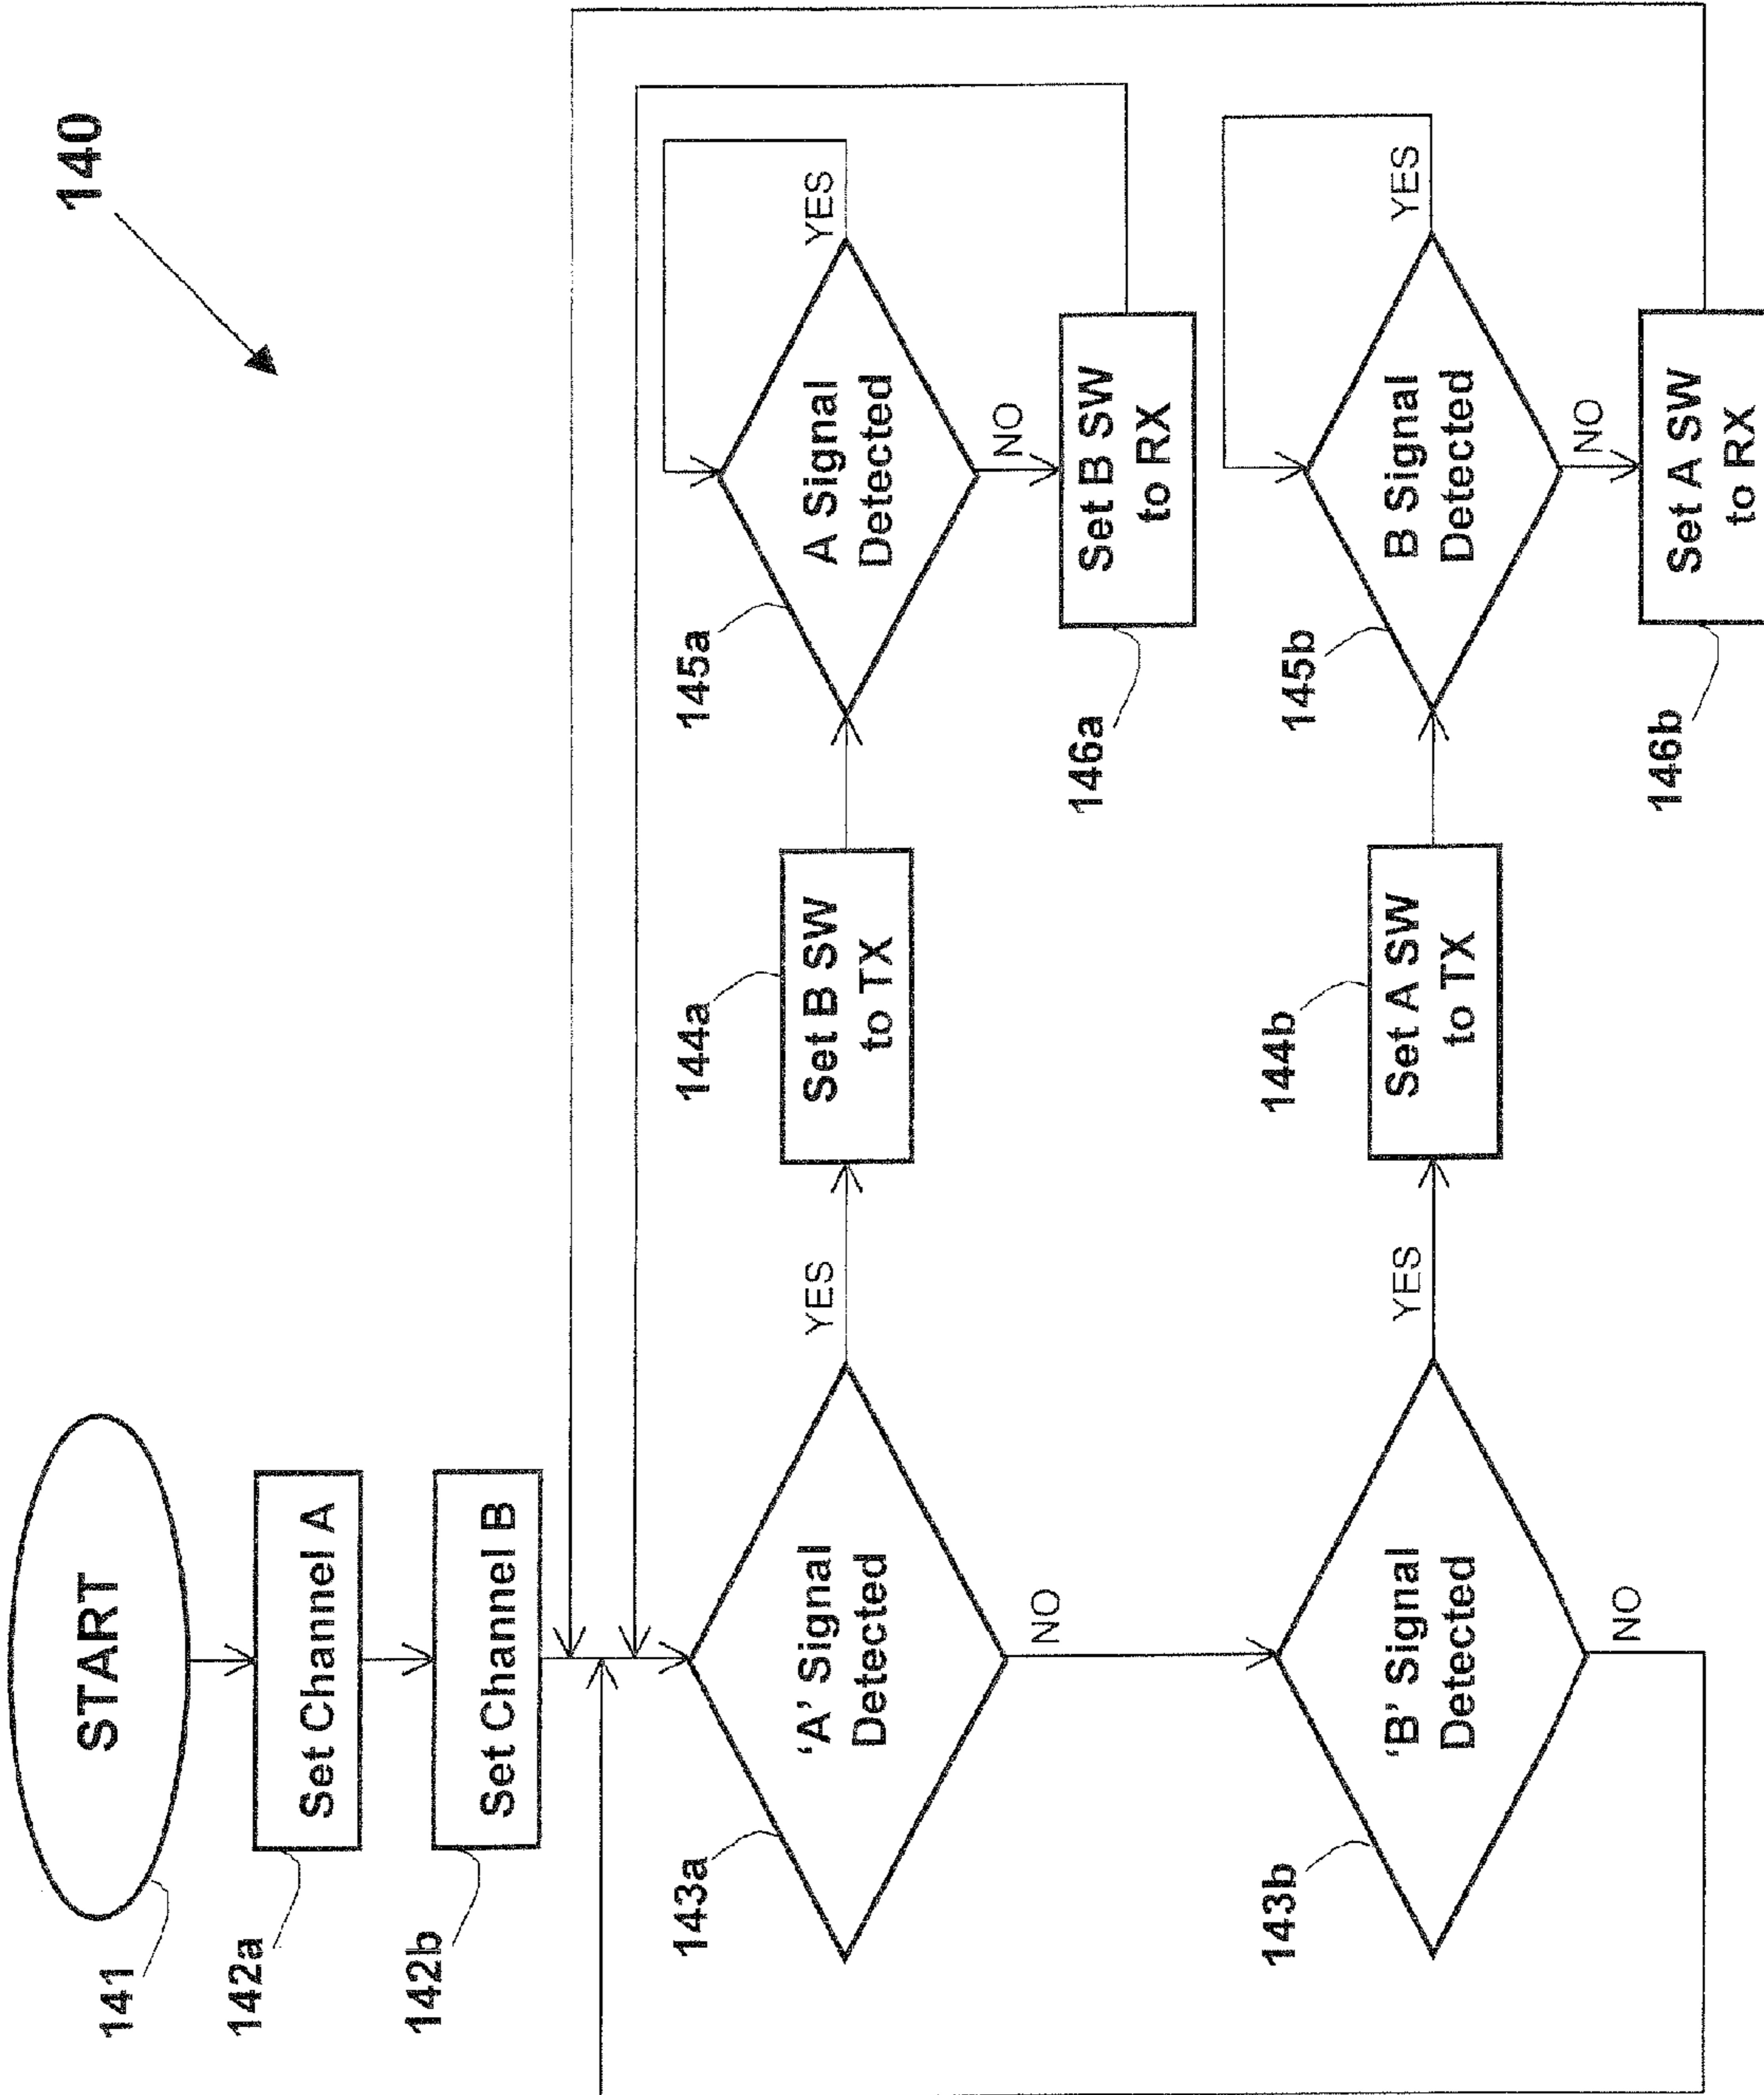 140
START
141
Set Channel A
142a
Set Channel B
142b
'A' Signal
Detected
143a
YES
NO
Set B SW
to TX
144a
A Signal
Detected
145a
YES
NO
Set B SW
to RX
146a
'B' Signal
Detected
143b
YES
NO
Set A SW
to TX
144b
B Signal
Detected
145b
YES
NO
Set A SW
to RX
146b